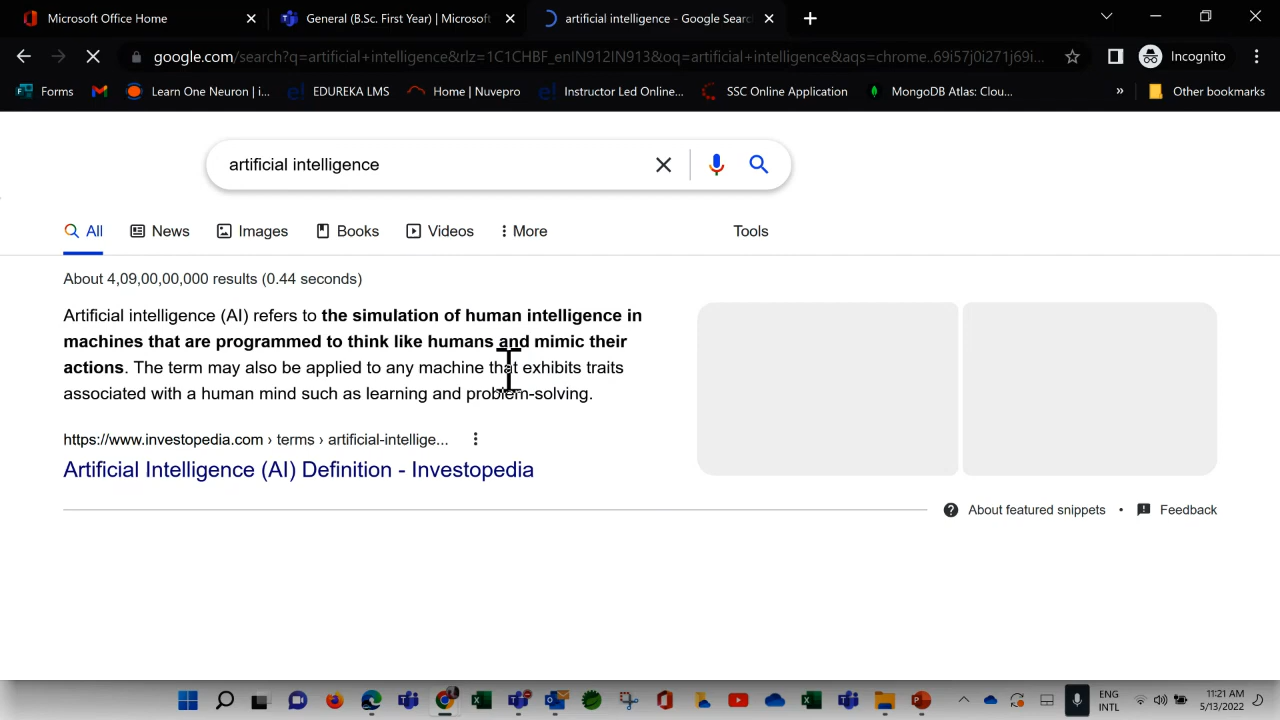 Microsoft Office Home
General (B.Sc. First Year) | Microsoft
artificial intelligence - Google Searc
google.com/search?q=artificial+intelligence&rlz=1C1CHBF_enIN912IN913&oq=artificial+intelligence&aqs=chrome..69i57j0i271j69i...
Incognito
Forms
Learn One Neuron | i...
EDUREKA LMS
Home | Nuvepro
Instructor Led Online...
SSC Online Application
MongoDB Atlas: Clou...
»
Other bookmarks
artificial intelligence
All
News
Images
Books
Videos
More
Tools
About 4,09,00,00,000 results (0.44 seconds)
Artificial intelligence (AI) refers to the simulation of human intelligence in
machines that are programmed to think like humans and mimic their
actions. The term may also be applied to any machine that exhibits traits
associated with a human mind such as learning and problem-solving.
https://www.investopedia.com › terms › artificial-intellige...
Artificial Intelligence (AI) Definition - Investopedia
About featured snippets
•
Feedback
ENG
INTL
11:21 AM
5/13/2022